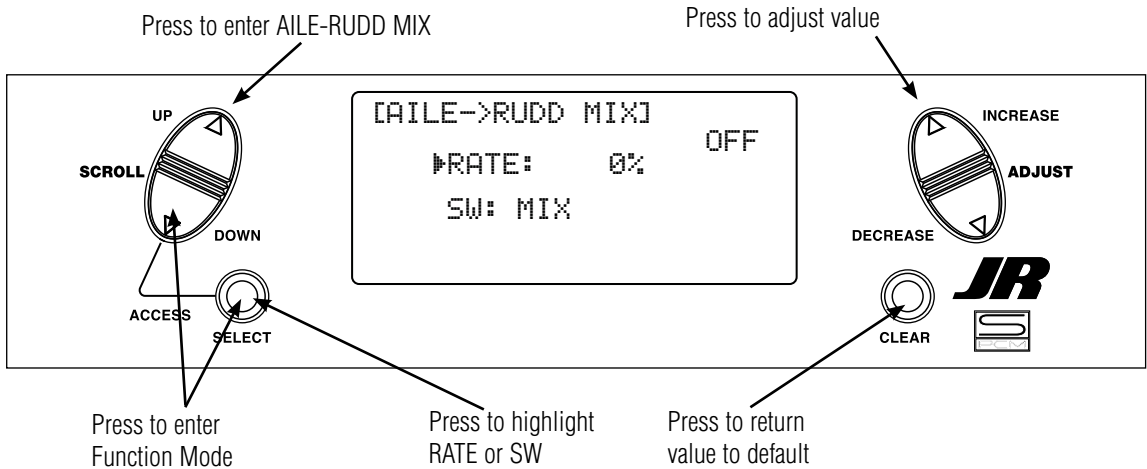 Press to enter AILE-RUDD MIX
Press to adjust value
UP
SCROLL
DOWN
ACCESS
SELECT
[AILE->RUDD MIX]
OFF
▶RATE: 0%
SW: MIX
INCREASE
ADJUST
DECREASE
CLEAR
JR
S
PCM
Press to enter
Function Mode
Press to highlight
RATE or SW
Press to return
value to default